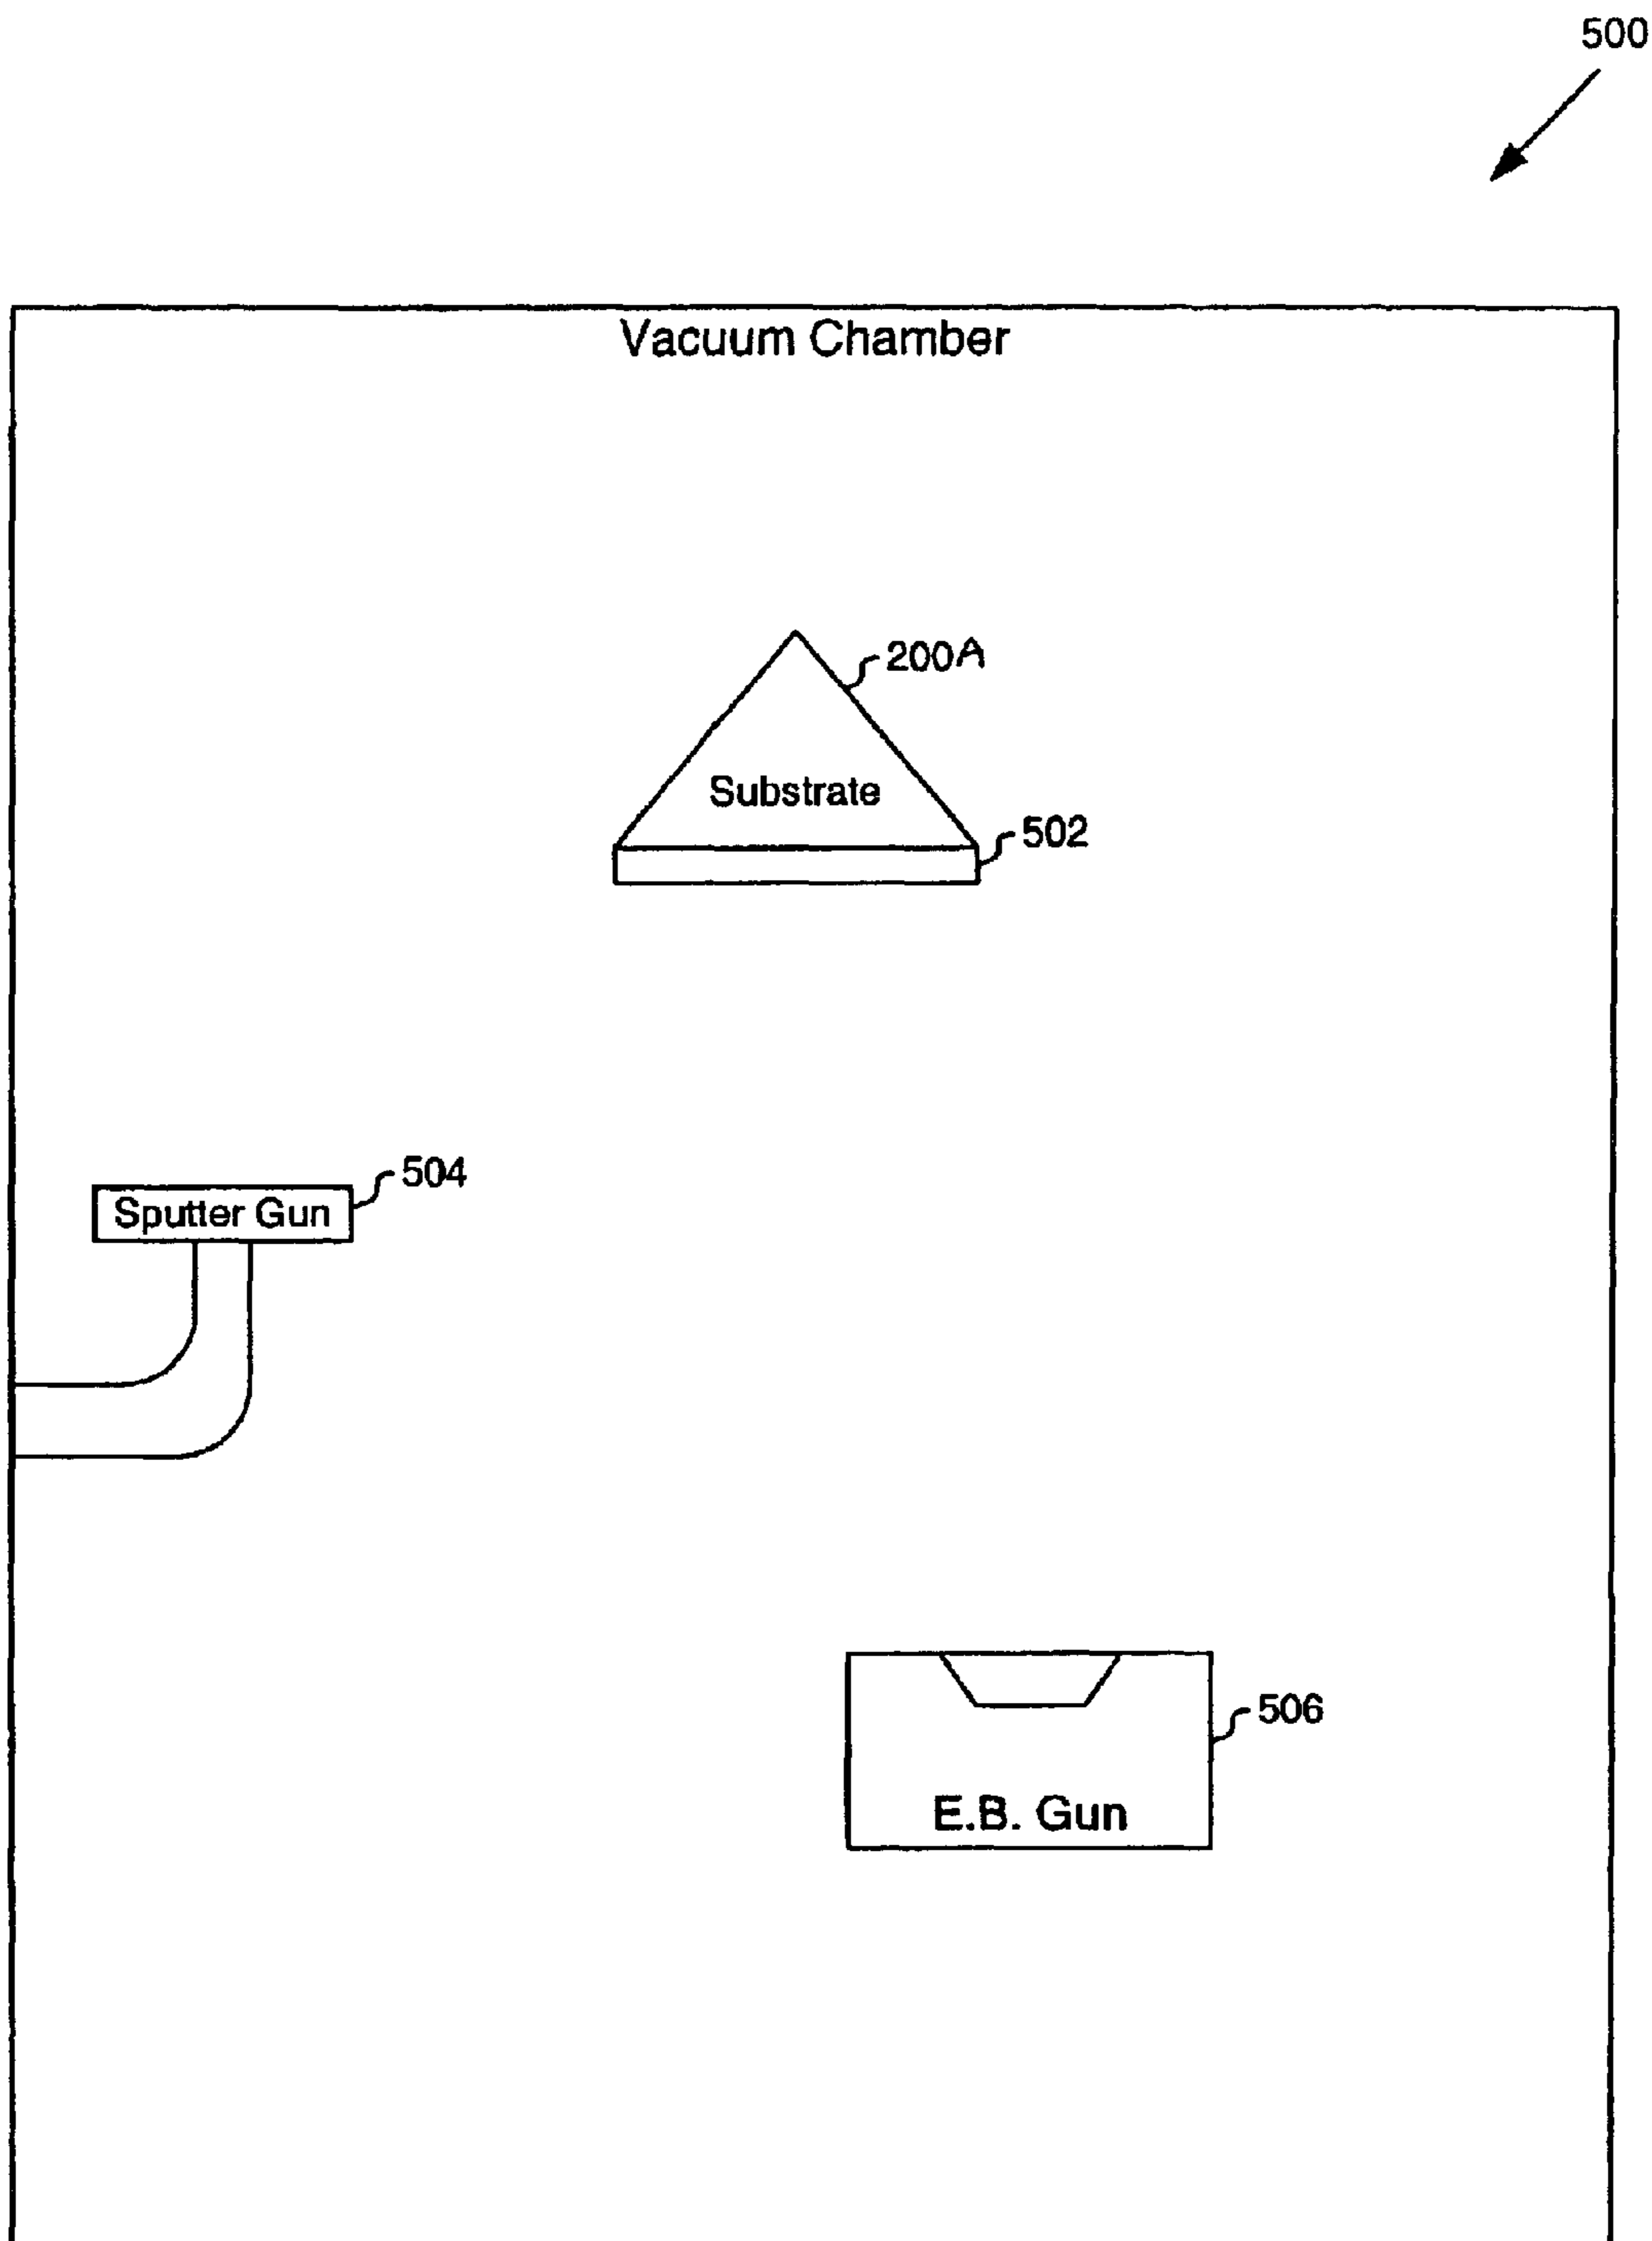 500
Vacuum Chamber
200A
Substrate
502
504
Sputter Gun
506
E.B. Gun